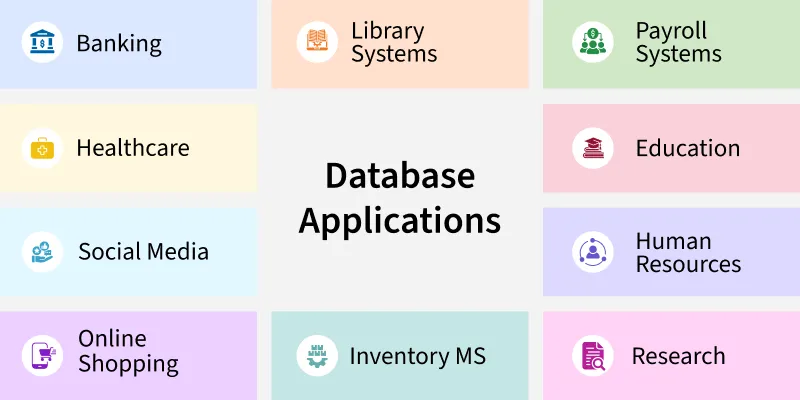 Banking
Library
Systems
Payroll
Systems
Healthcare
Database
Applications
Education
Social Media
Human
Resources
Online
Shopping
Inventory MS
Research